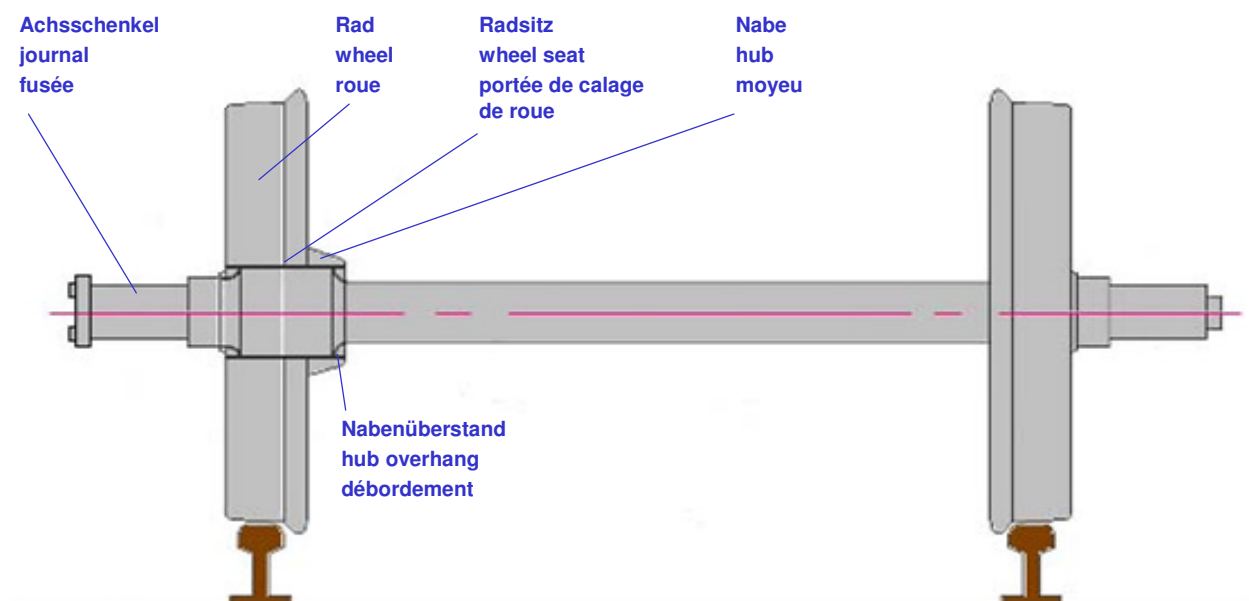 Achsschenkel
journal
fusée
Rad
wheel
roue
Radsitz
wheel seat
portée de calage
de roue
Nabe
hub
moyeu
Nabenüberstand
hub overhang
débordement